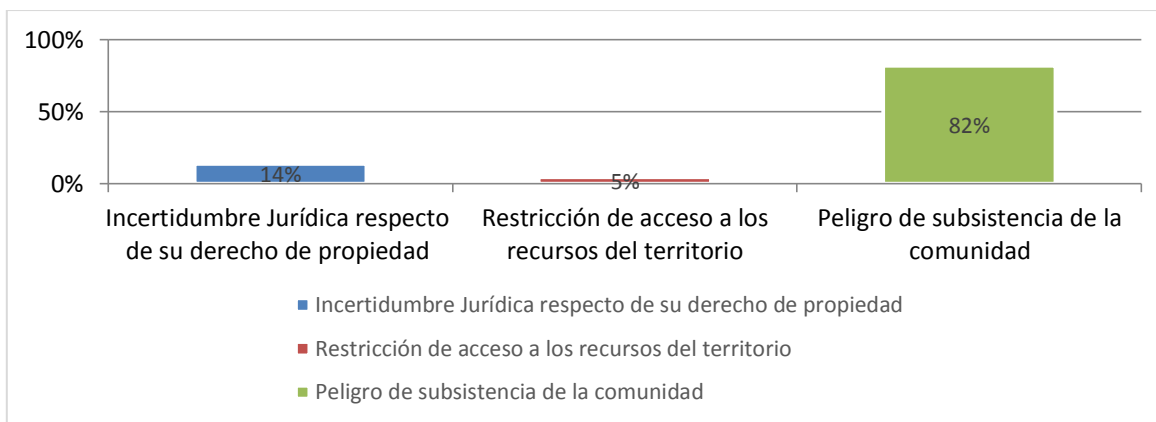 100%
50%
0%
14%
5%
82%
Incertidumbre Jurídica respecto
de su derecho de propiedad
Restricción de acceso a los
recursos del territorio
Peligro de subsistencia de la
comunidad
Incertidumbre Jurídica respecto de su derecho de propiedad
Restricción de acceso a los recursos del territorio
Peligro de subsistencia de la comunidad